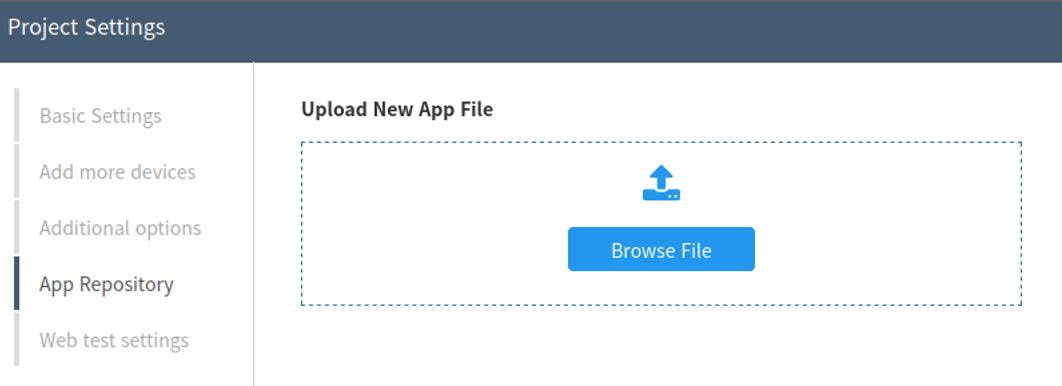 Project Settings
Basic Settings
Add more devices
Additional options
App Repository
Web test settings
Upload New App File
Browse File